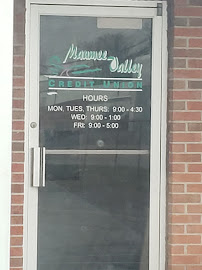 Maumee
Valley
CREDIT UNION
HOURS
MON, TUES, THURS: 9:00 - 4:30
WED: 9:00 - 1:00
FRI: 9:00 - 5:00